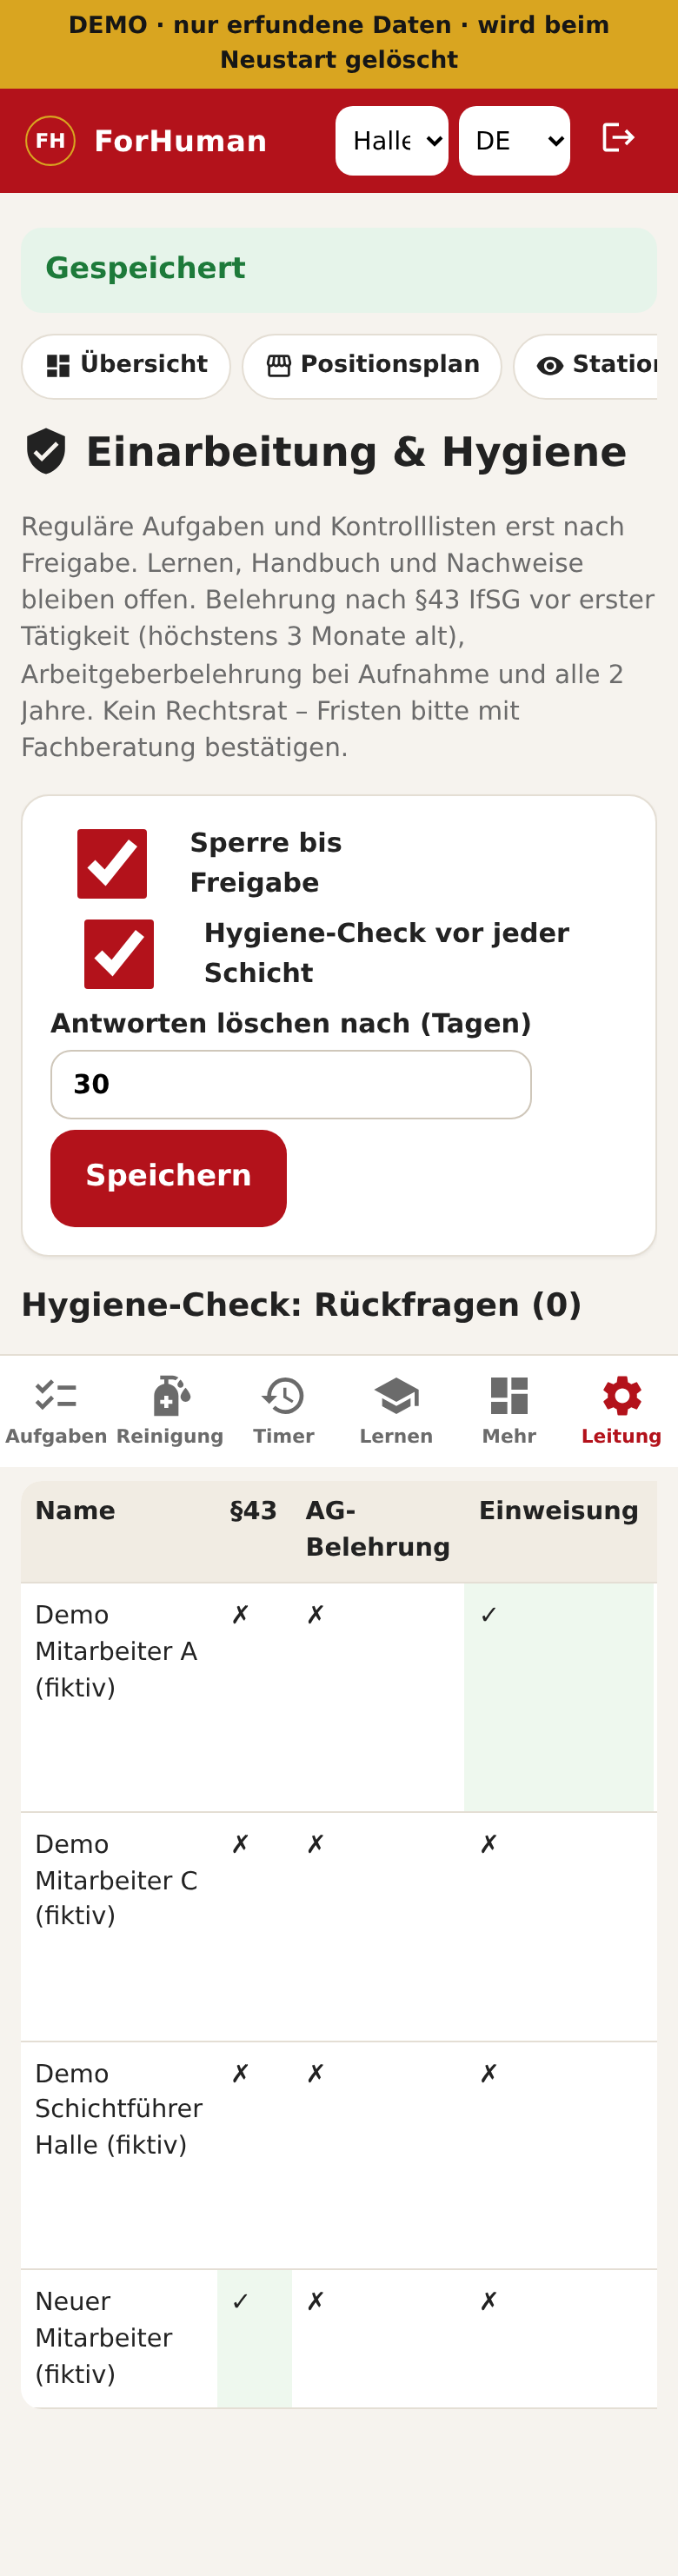 DEMO · nur erfundene Daten · wird beim
Neustart gelöscht
FH ForHuman Halle DE
Gespeichert
Übersicht Positionsplan
Einarbeitung & Hygiene
Reguläre Aufgaben und Kontrolllisten erst nach
Freigabe. Lernen, Handbuch und Nachweise
bleiben offen. Belehrung nach §43 IfSG vor erster
Tätigkeit (höchstens 3 Monate alt),
Arbeitgeberbelehrung bei Aufnahme und alle 2
Jahre. Kein Rechtsrat – Fristen bitte mit
Fachberatung bestätigen.
Sperre bis
Freigabe
Hygiene-Check vor jeder
Schicht
Antworten löschen nach (Tagen)
30
Speichern
Hygiene-Check: Rückfragen (0)
Aufgaben Reinigung Timer Lernen Mehr Leitung
Name §43 AG-
Belehrung Einweisung
Demo
Mitarbeiter A
(fiktiv) ✗ ✗ ✓
Demo
Mitarbeiter C
(fiktiv) ✗ ✗ ✗
Demo
Schichtführer
Halle (fiktiv) ✗ ✗ ✗
Neuer
Mitarbeiter
(fiktiv) ✓ ✗ ✗